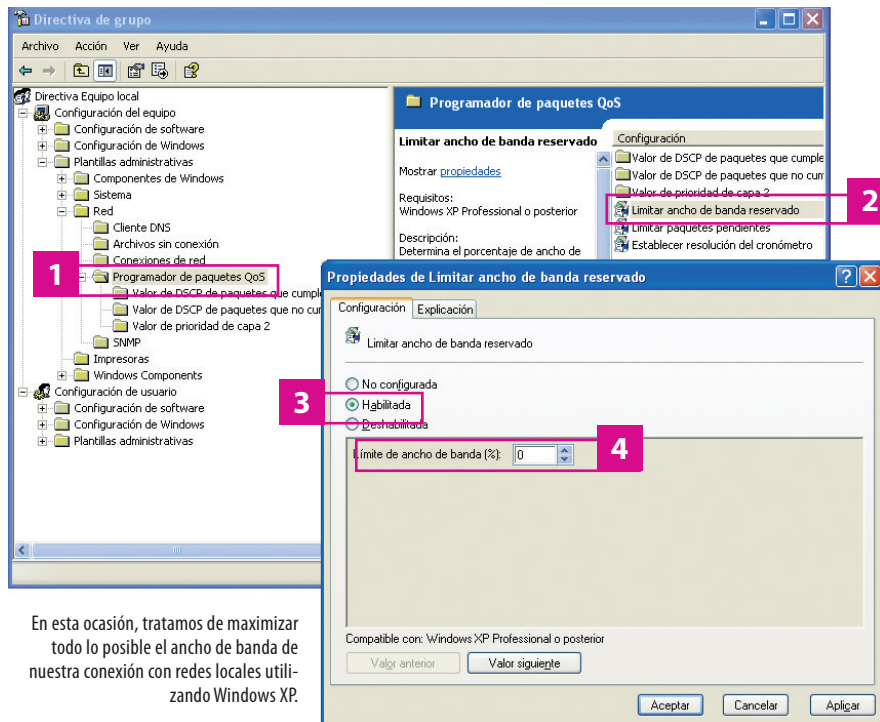 Directiva de grupo
Archivo Acción Ver Ayuda
Directiva Equipo local
Configuración del equipo
Configuración de software
Configuración de Windows
Plantillas administrativas
Componentes de Windows
Sistema
Red
Cliente DNS
Archivos sin conexión
Conexiones de red
1
Programador de paquetes QoS
Valor de DSCP de paquetes que cumple
Valor de DSCP de paquetes que no cur
Valor de prioridad de capa 2
SNMP
Impresoras
Windows Components
Configuración de usuario
Configuración de software
Configuración de Windows
Plantillas administrativas
Programador de paquetes QoS
Limitar ancho de banda reservado
Mostrar propiedades
Requisitos:
Windows XP Professional o posterior
Descripción:
Determina el porcentaje de ancho de
Configuración
Valor de DSCP de paquetes que cumple
Valor de DSCP de paquetes que no cum
Valor de prioridad de capa 2
Limitar ancho de banda reservado
2
Limitar paquetes pendientes
Establecer resolución del cronómetro
Propiedades de Limitar ancho de banda reservado
Configuración Explicación
Limitar ancho de banda reservado
No configurada
3
Habilitada
Deshabilitada
Límite de ancho de banda (%): 0
4
Compatible con: Windows XP Professional o posterior
Valor anterior Valor siguiente
Aceptar Cancelar Aplicar
En esta ocasión, tratamos de maximizar
todo lo posible el ancho de banda de
nuestra conexión con redes locales utili-
zando Windows XP.